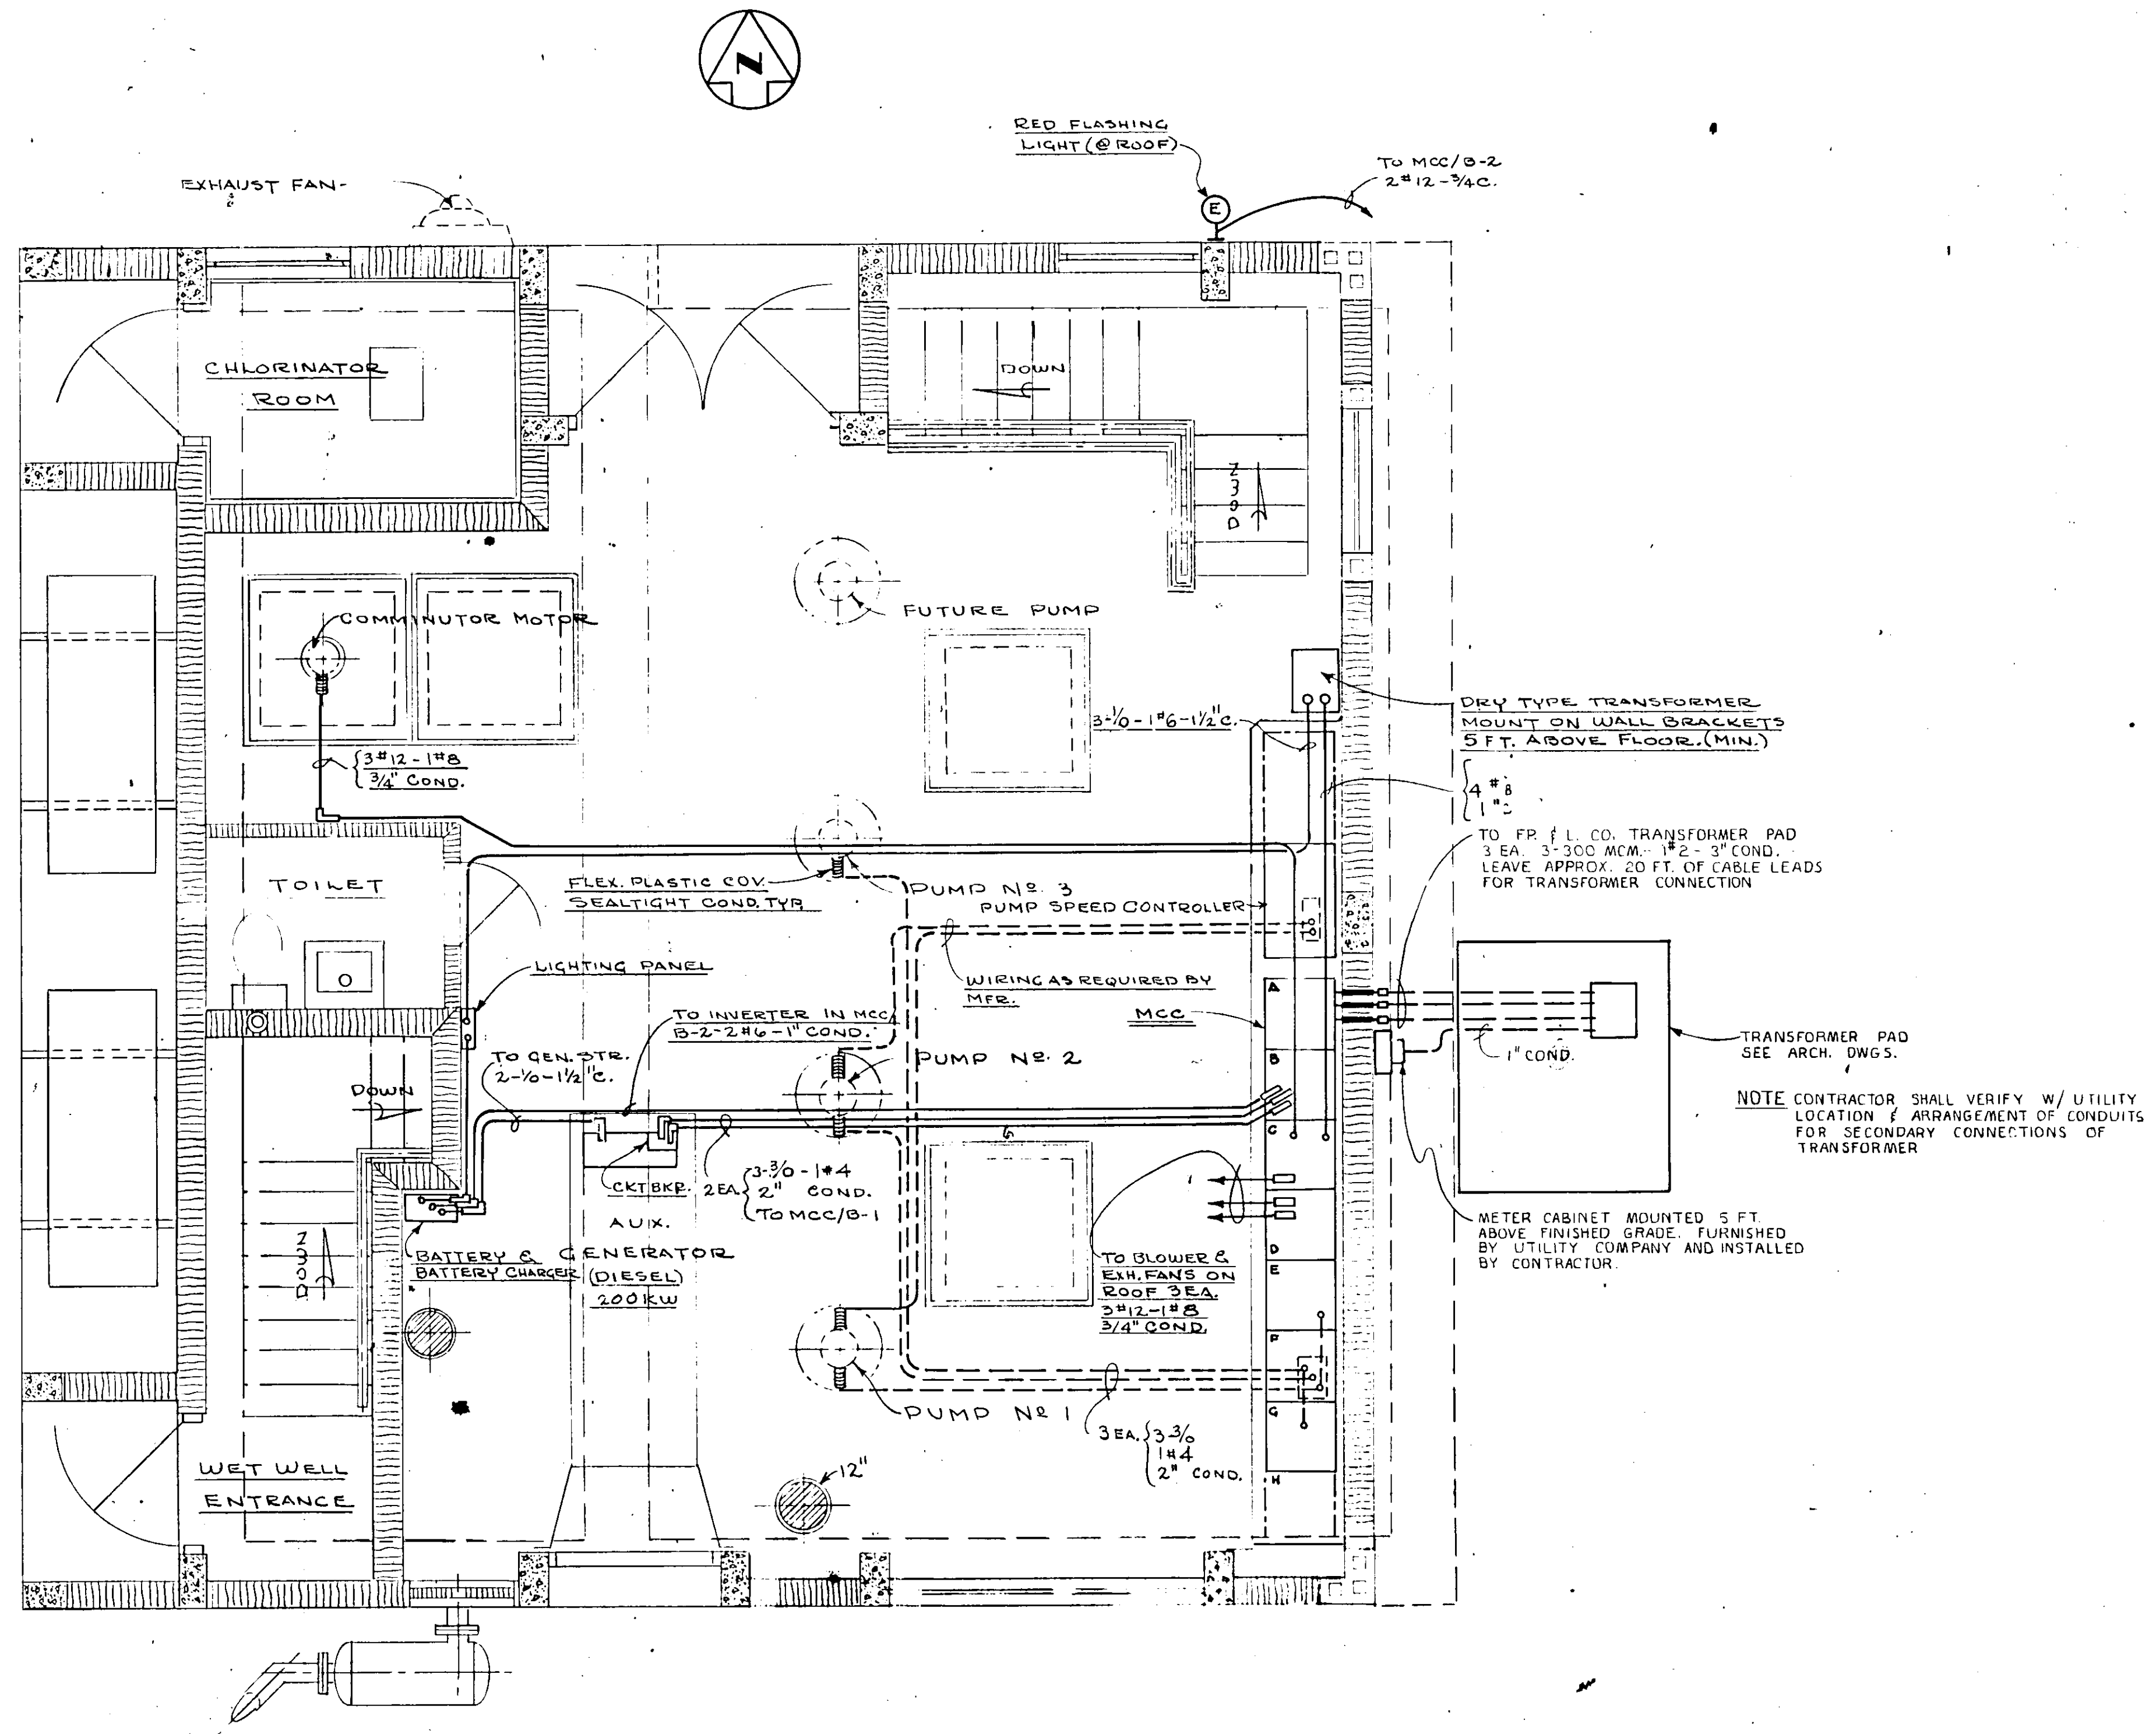 N
RED FLASHING
LIGHT (@ ROOF)
TO MCC/B-2
2#12-3/4C.
EXHAUST FAN-
E
CHLORINATOR
ROOM
DOWN
DOWN
COMMINUTOR MOTOR
FUTURE PUMP
3#12-1#8
3/4" COND.
3-1/0-1#6-1/2"C.
DRY TYPE TRANSFORMER
MOUNT ON WALL BRACKETS
5 FT. ABOVE FLOOR. (MIN.)
4 #8
TO F.P. & L. CO. TRANSFORMER PAD
3 EA. 3-300 MCM.- 1#2-3" COND.
LEAVE APPROX. 20 FT. OF CABLE LEADS
FOR TRANSFORMER CONNECTION
TOILET
FLEX. PLASTIC COV.
SEALTIGHT COND. TYP.
PUMP No. 3
PUMP SPEED CONTROLLER
LIGHTING PANEL
WIRING AS REQUIRED BY
MFR.
MCC
A
B
C
D
E
F
G
H
TO INVERTER IN MCC
B-2-2#6-1" COND.
TO GEN. STR.
2-1/0-1 1/2"C.
PUMP No. 2
1" COND.
TRANSFORMER PAD
SEE ARCH. DWGS.
NOTE CONTRACTOR SHALL VERIFY W/ UTILITY
LOCATION & ARRANGEMENT OF CONDUITS
FOR SECONDARY CONNECTIONS OF
TRANSFORMER
DOWN
DOWN
CKT BKR.
2 EA.
3-3/0-1#4
2" COND.
TO MCC/B-1
AUX.
GENERATOR
(DIESEL)
200 KW
BATTERY &
BATTERY CHARGER
TO BLOWER &
EXH. FANS ON
ROOF 3 EA.
3#12-1#8
3/4" COND.
METER CABINET MOUNTED 5 FT.
ABOVE FINISHED GRADE. FURNISHED
BY UTILITY COMPANY AND INSTALLED
BY CONTRACTOR.
PUMP No 1
3 EA.
3 3/0
1#4
2" COND.
12"
WET WELL
ENTRANCE